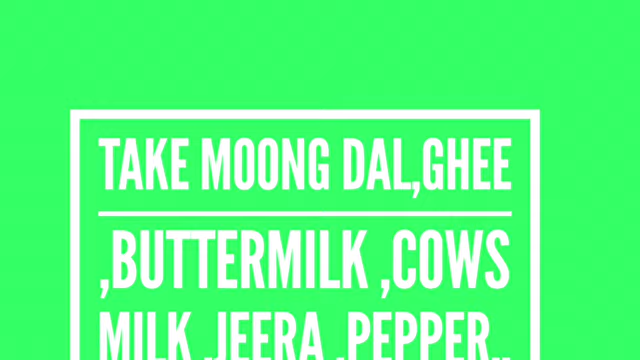 TAKE MOONG DAL,GHEE
,BUTTERMILK ,COWS
MILK ,JEERA ,PEPPER..